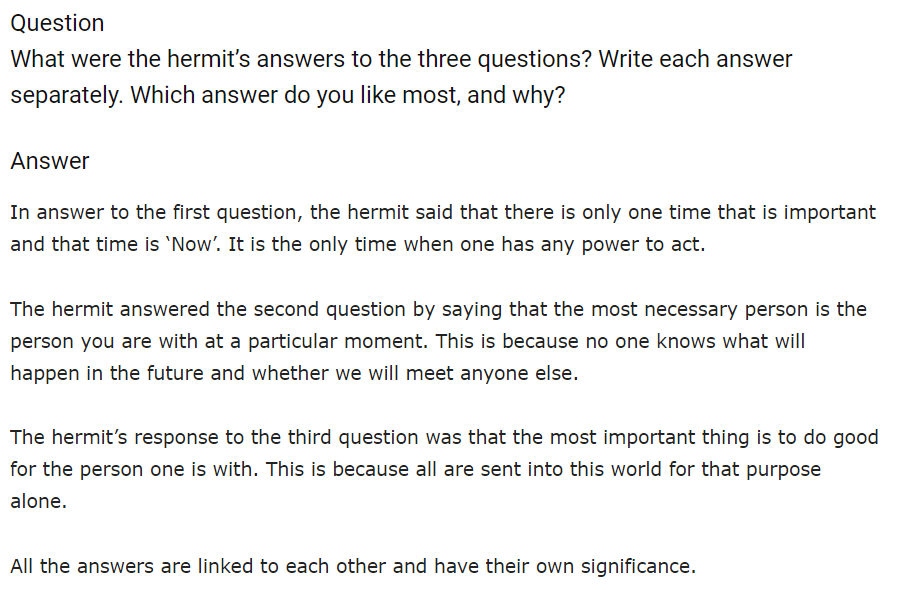 Question
What were the hermit’s answers to the three questions? Write each answer
separately. Which answer do you like most, and why?
Answer
In answer to the first question, the hermit said that there is only one time that is important
and that time is ‘Now’. It is the only time when one has any power to act.
The hermit answered the second question by saying that the most necessary person is the
person you are with at a particular moment. This is because no one knows what will
happen in the future and whether we will meet anyone else.
The hermit’s response to the third question was that the most important thing is to do good
for the person one is with. This is because all are sent into this world for that purpose
alone.
All the answers are linked to each other and have their own significance.